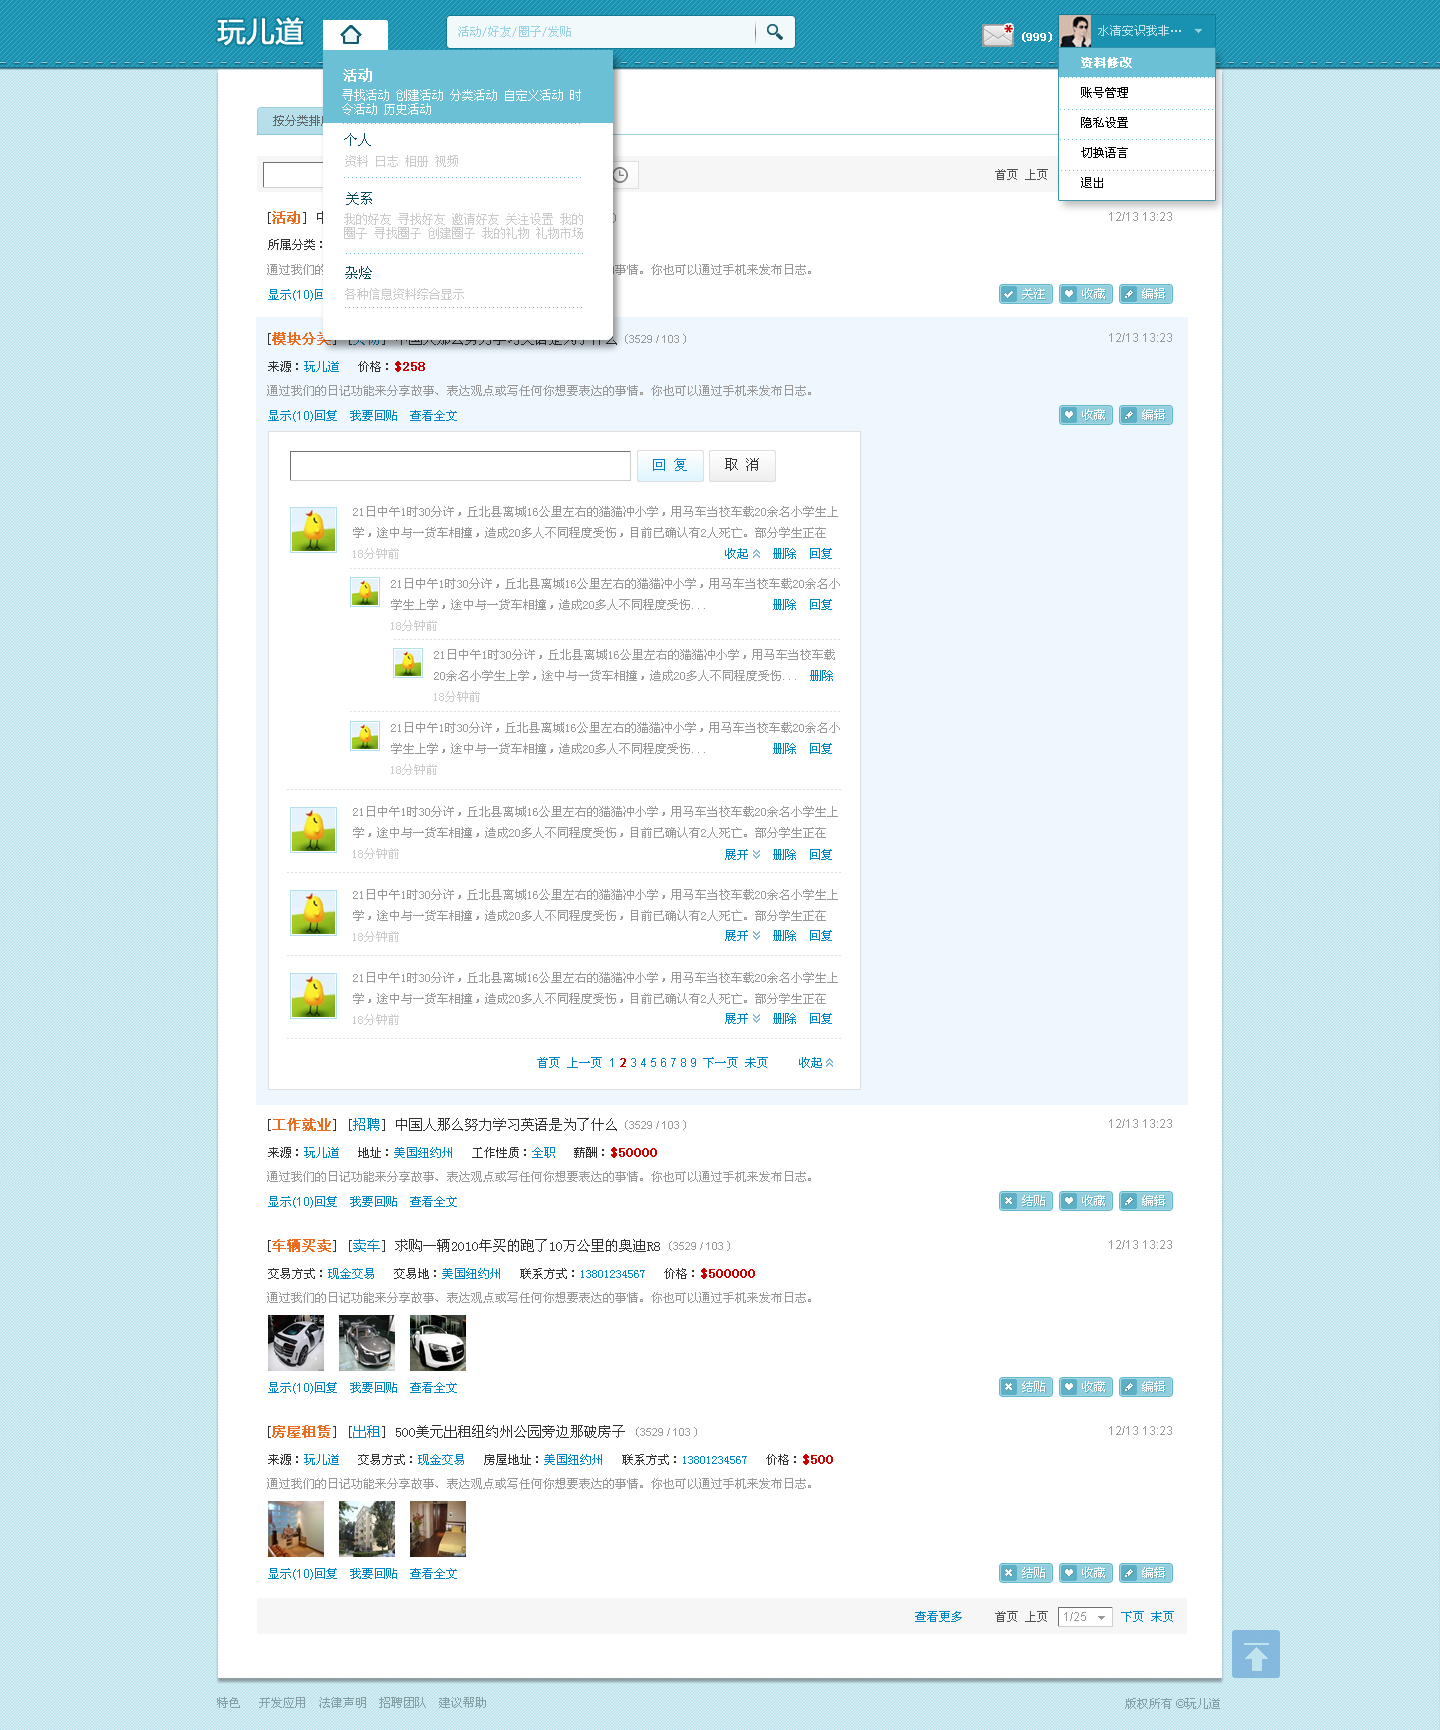 玩儿道
活动/好友/圈子/发贴
(999)
水清安识我非···
活动
寻找活动 创建活动 分类活动 自定义活动 时
令活动 历史活动
个人
资料 日志 相册 视频
关系
我的好友 寻找好友 邀请好友 关注设置 我的
圈子 寻找圈子 创建圈子 我的礼物 礼物市场
杂烩
各种信息资料综合显示
资料修改
账号管理
隐私设置
切换语言
退出
按分类排
首页 上页
[活动] 12/13 13:23
所属分类：
通过我们的 事情。你也可以通过手机来发布日志。
显示(10)回 关注 收藏 编辑
[模块分类] 中国人那么努力学习英语是为了什么 (3529 / 103 ) 12/13 13:23
来源：玩儿道 价格：$258
通过我们的日记功能来分享故事、表达观点或写任何你想要表达的事情。你也可以通过手机来发布日志。
显示(10)回复 我要回贴 查看全文 收藏 编辑
回 复 取 消
21日中午1时30分许，丘北县离城16公里左右的猫猫冲小学，用马车当校车载20余名小学生上
学，途中与一货车相撞，造成20多人不同程度受伤，目前已确认有2人死亡。部分学生正在
18分钟前 收起 删除 回复
21日中午1时30分许，丘北县离城16公里左右的猫猫冲小学，用马车当校车载20余名小
学生上学，途中与一货车相撞，造成20多人不同程度受伤... 删除 回复
18分钟前
21日中午1时30分许，丘北县离城16公里左右的猫猫冲小学，用马车当校车载
20余名小学生上学，途中与一货车相撞，造成20多人不同程度受伤... 删除
18分钟前
21日中午1时30分许，丘北县离城16公里左右的猫猫冲小学，用马车当校车载20余名小
学生上学，途中与一货车相撞，造成20多人不同程度受伤... 删除 回复
18分钟前
21日中午1时30分许，丘北县离城16公里左右的猫猫冲小学，用马车当校车载20余名小学生上
学，途中与一货车相撞，造成20多人不同程度受伤，目前已确认有2人死亡。部分学生正在
18分钟前 展开 删除 回复
21日中午1时30分许，丘北县离城16公里左右的猫猫冲小学，用马车当校车载20余名小学生上
学，途中与一货车相撞，造成20多人不同程度受伤，目前已确认有2人死亡。部分学生正在
18分钟前 展开 删除 回复
21日中午1时30分许，丘北县离城16公里左右的猫猫冲小学，用马车当校车载20余名小学生上
学，途中与一货车相撞，造成20多人不同程度受伤，目前已确认有2人死亡。部分学生正在
18分钟前 展开 删除 回复
首页 上一页 1 2 3 4 5 6 7 8 9 下一页 末页 收起
[工作就业] [招聘] 中国人那么努力学习英语是为了什么 (3529 / 103 ) 12/13 13:23
来源：玩儿道 地址：美国纽约州 工作性质：全职 薪酬：$50000
通过我们的日记功能来分享故事、表达观点或写任何你想要表达的事情。你也可以通过手机来发布日志。
显示(10)回复 我要回贴 查看全文 结贴 收藏 编辑
[车辆买卖] [卖车] 求购一辆2010年买的跑了10万公里的奥迪R8 (3529 / 103 ) 12/13 13:23
交易方式：现金交易 交易地：美国纽约州 联系方式：13801234567 价格：$500000
通过我们的日记功能来分享故事、表达观点或写任何你想要表达的事情。你也可以通过手机来发布日志。
显示(10)回复 我要回贴 查看全文 结贴 收藏 编辑
[房屋租赁] [出租] 500美元出租纽约州公园旁边那破房子 (3529 / 103 ) 12/13 13:23
来源：玩儿道 交易方式：现金交易 房屋地址：美国纽约州 联系方式：13801234567 价格：$500
通过我们的日记功能来分享故事、表达观点或写任何你想要表达的事情。你也可以通过手机来发布日志。
显示(10)回复 我要回贴 查看全文 结贴 收藏 编辑
查看更多 首页 上页 1/25 下页 末页
特色 开发应用 法律声明 招聘团队 建议帮助 版权所有 ©玩儿道